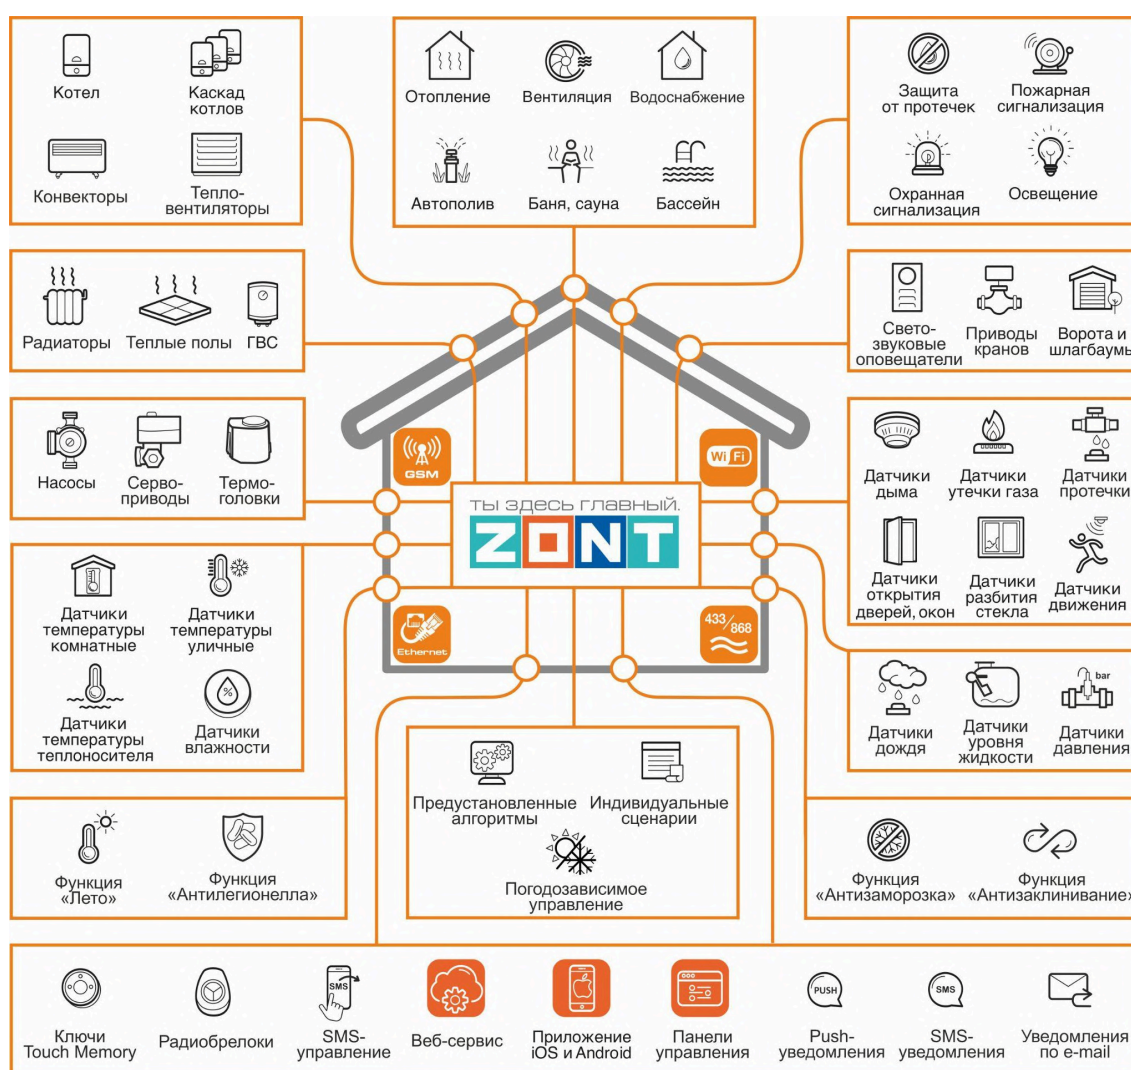 Котел
Каскад
котлов
Конвекторы
Тепло-
вентиляторы
Отопление
Вентиляция
Водоснабжение
Автополив
Баня, сауна
Бассейн
Защита
от протечек
Пожарная
сигнализация
Охранная
сигнализация
Освещение
Радиаторы
Теплые полы
ГВС
Свето-
звуковые
оповещатели
Приводы
кранов
Ворота и
шлагбаумы
Насосы
Серво-
приводы
Термо-
головки
GSM
Wi Fi
ты здесь главный.
ZONT
Ethernet
433/868
Датчики
дыма
Датчики
утечки газа
Датчики
протечки
Датчики
открытия
дверей, окон
Датчики
разбития
стекла
Датчики
движения
Датчики
температуры
комнатные
Датчики
температуры
уличные
Датчики
температуры
теплоносителя
%
Датчики
влажности
Датчики
дождя
Датчики
уровня
жидкости
bar
Датчики
давления
Предустановленные
алгоритмы
Индивидуальные
сценарии
Погодозависимое
управление
Функция
«Лето»
Функция
«Антилегионелла»
Функция
«Антизаморозка»
Функция
«Антизаклинивание»
Ключи
Touch Memory
Радиобрелоки
SMS
SMS-
управление
Веб-сервис
Приложение
iOS и Android
Панели
управления
PUSH
Push-
уведомления
SMS
SMS-
уведомления
Уведомления
по e-mail